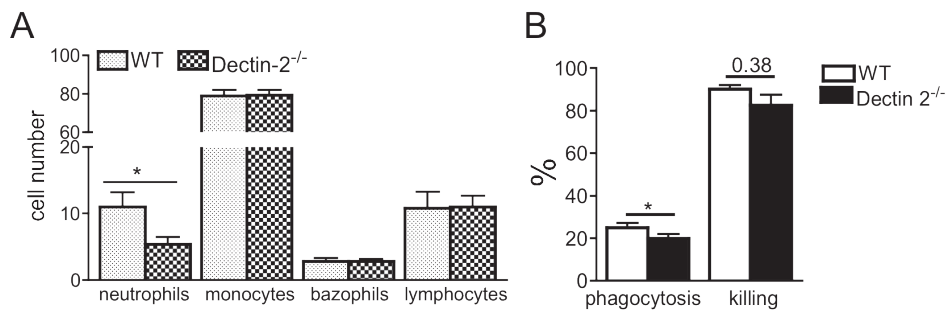 A
WT
Dectin-2-/-
cell number
100
80
60
20
10
0
*
neutrophils
monocytes
bazophils
lymphocytes
B
WT
Dectin 2-/-
%
100
80
60
40
20
0
*
0.38
phagocytosis
killing